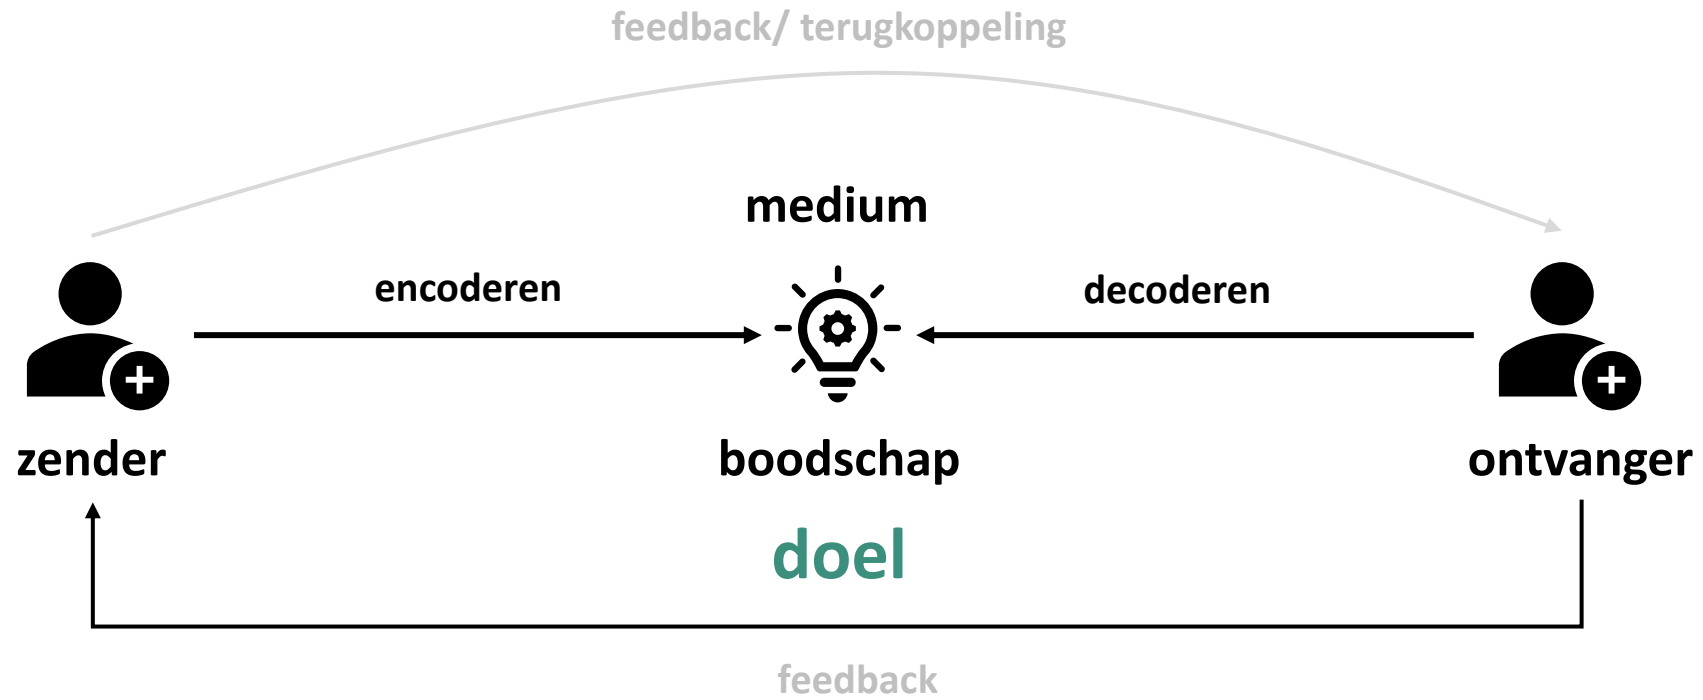 feedback/ terugkoppeling
medium
encoderen
decoderen
zender
boodschap
ontvanger
doel
feedback